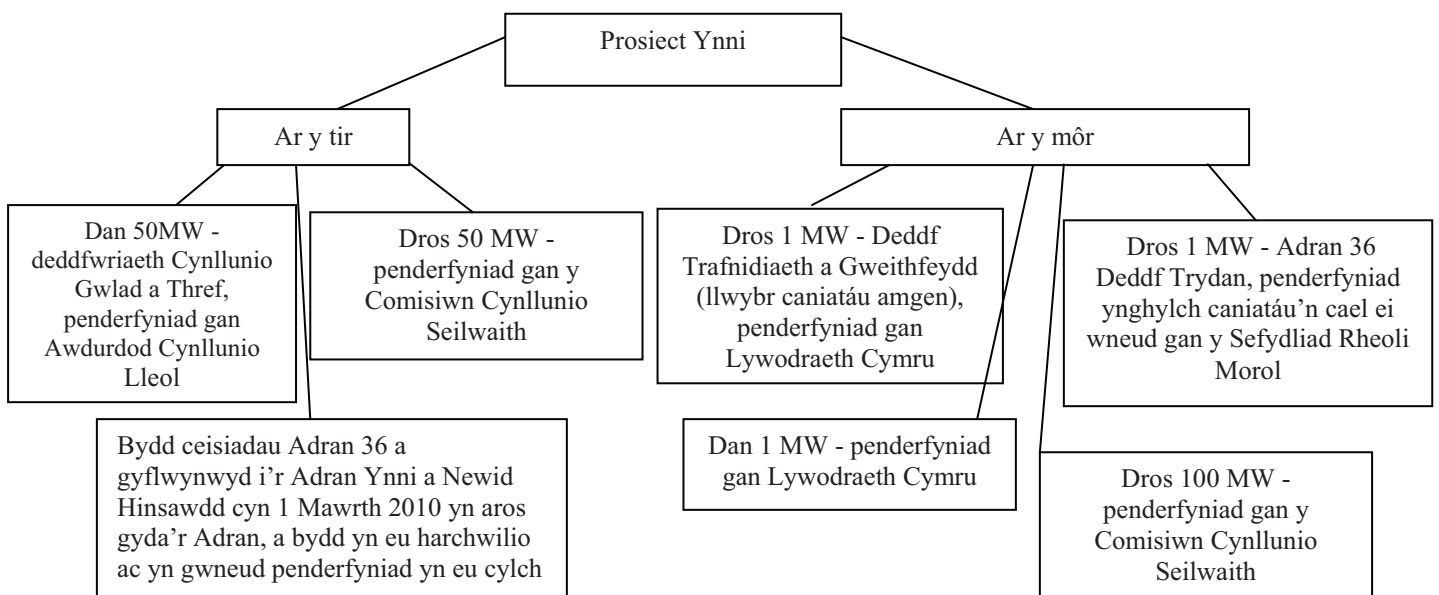 Prosiect Ynni
Ar y tir
Ar y môr
Dan 50MW -
deddfwriaeth Cynllunio
Gwlad a Thref,
penderfyniad gan
Awdurdod Cynllunio
Lleol
Dros 50 MW -
penderfyniad gan y
Comisiwn Cynllunio
Seilwaith
Dros 1 MW - Deddf
Trafnidiaeth a Gweithfeydd
(llwybr caniatáu amgen),
penderfyniad gan
Lywodraeth Cymru
Dros 1 MW - Adran 36
Deddf Trydan, penderfyniad
ynghylch caniatáu’n cael ei
wneud gan y Sefydliad Rheoli
Morol
Bydd ceisiadau Adran 36 a
gyflwynwyd i’r Adran Ynni a Newid
Hinsawdd cyn 1 Mawrth 2010 yn aros
gyda’r Adran, a bydd yn eu harchwilio
ac yn gwneud penderfyniad yn eu cylch
Dan 1 MW - penderfyniad
gan Lywodraeth Cymru
Dros 100 MW -
penderfyniad gan y
Comisiwn Cynllunio
Seilwaith